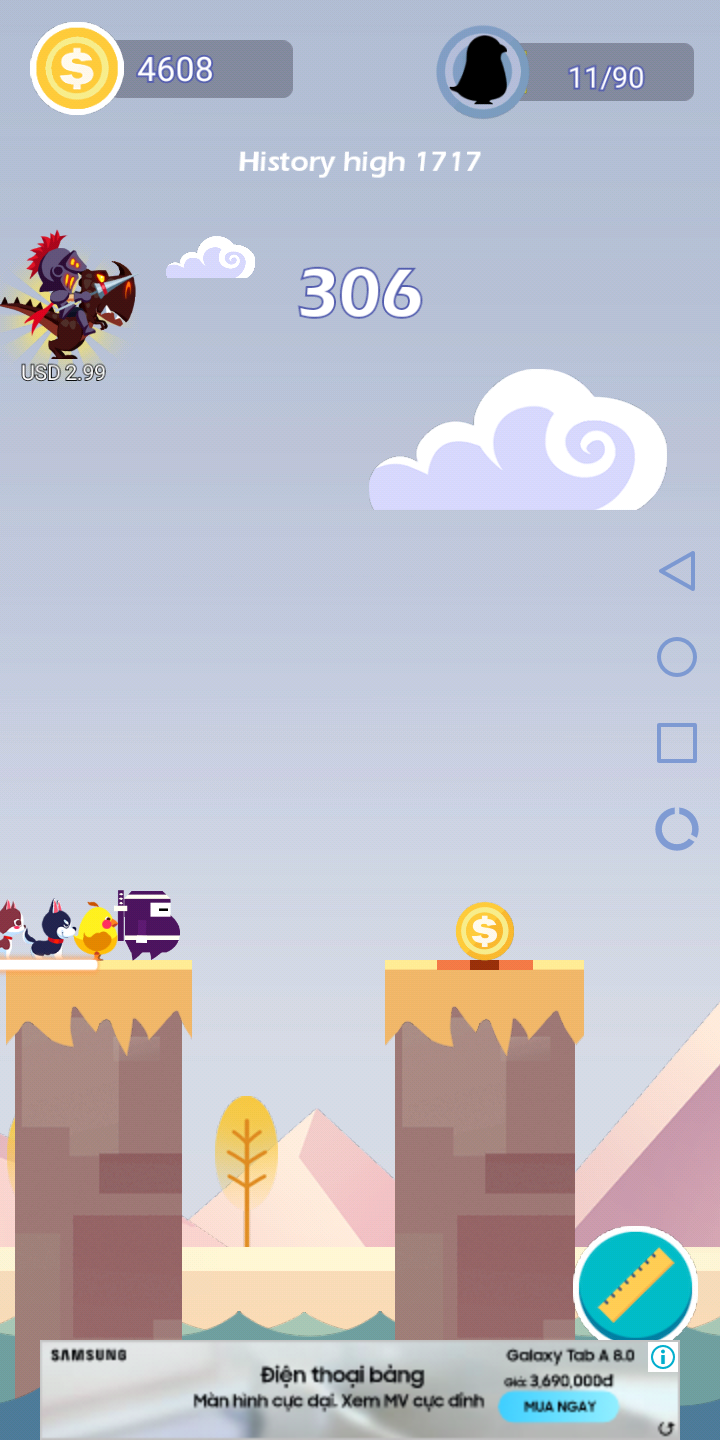 4608
11/90
History high 1717
306
USD 2.99
SAMSUNG
Galaxy Tab A 8.0
Điện thoại bảng
Giá: 3,690,000đ
Màn hình cực đại. Xem MV cực đỉnh
MUA NGAY